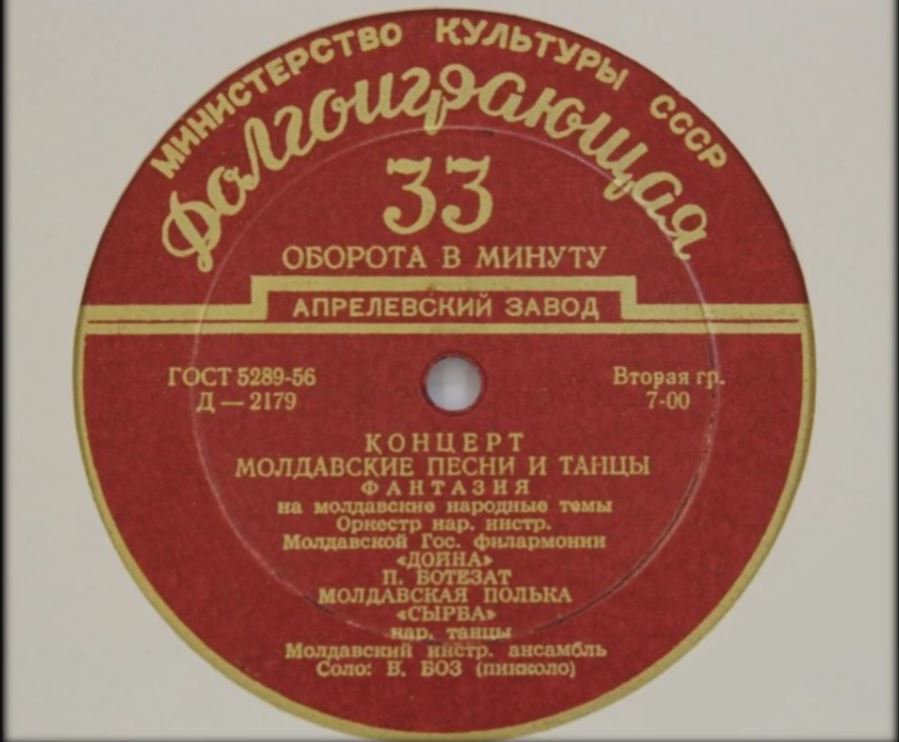 МИНИСТЕРСТВО КУЛЬТУРЫ СССР
Долгоиграющая
33
ОБОРОТА В МИНУТУ
АПРЕЛЕВСКИЙ ЗАВОД
ГОСТ 5289-56
Д — 2179
Вторая гр.
7-00
КОНЦЕРТ
МОЛДАВСКИЕ ПЕСНИ И ТАНЦЫ
ФАНТАЗИЯ
на молдавские народные темы
Оркестр нар. инстр.
Молдавской Гос. филармонии
«ДОЙНА»
П. БОТЕЗАТ
МОЛДАВСКАЯ ПОЛЬКА
«СЫРБА»
нар. танцы
Молдавский инстр. ансамбль
Соло: В. БОЗ (пикколо)